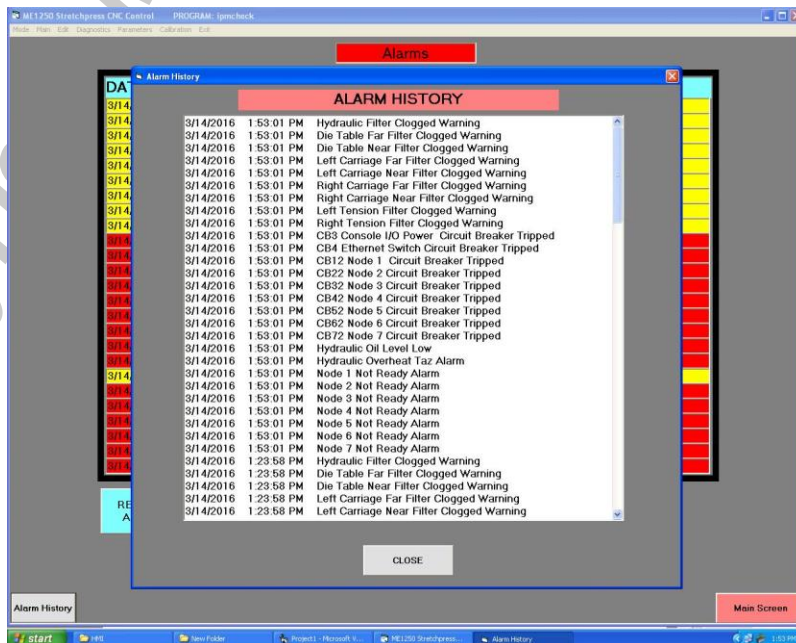 ME1250 Stretchpress CNC Control PROGRAM: ipmcheck
Mode Main Edit Diagnostics Parameters Calibration Exit
Alarms
DAT
Alarm History
ALARM HISTORY
3/14/2016 1:53:01 PM Hydraulic Filter Clogged Warning
3/14/2016 1:53:01 PM Die Table Far Filter Clogged Warning
3/14/2016 1:53:01 PM Die Table Near Filter Clogged Warning
3/14/2016 1:53:01 PM Left Carriage Far Filter Clogged Warning
3/14/2016 1:53:01 PM Left Carriage Near Filter Clogged Warning
3/14/2016 1:53:01 PM Right Carriage Far Filter Clogged Warning
3/14/2016 1:53:01 PM Right Carriage Near Filter Clogged Warning
3/14/2016 1:53:01 PM Left Tension Filter Clogged Warning
3/14/2016 1:53:01 PM Right Tension Filter Clogged Warning
3/14/2016 1:53:01 PM CB3 Console I/O Power Circuit Breaker Tripped
3/14/2016 1:53:01 PM CB4 Ethernet Switch Circuit Breaker Tripped
3/14/2016 1:53:01 PM CB12 Node 1 Circuit Breaker Tripped
3/14/2016 1:53:01 PM CB22 Node 2 Circuit Breaker Tripped
3/14/2016 1:53:01 PM CB32 Node 3 Circuit Breaker Tripped
3/14/2016 1:53:01 PM CB42 Node 4 Circuit Breaker Tripped
3/14/2016 1:53:01 PM CB52 Node 5 Circuit Breaker Tripped
3/14/2016 1:53:01 PM CB62 Node 6 Circuit Breaker Tripped
3/14/2016 1:53:01 PM CB72 Node 7 Circuit Breaker Tripped
3/14/2016 1:53:01 PM Hydraulic Oil Level Low
3/14/2016 1:53:01 PM Hydraulic Overheat Taz Alarm
3/14/2016 1:53:01 PM Node 1 Not Ready Alarm
3/14/2016 1:53:01 PM Node 2 Not Ready Alarm
3/14/2016 1:53:01 PM Node 3 Not Ready Alarm
3/14/2016 1:53:01 PM Node 4 Not Ready Alarm
3/14/2016 1:53:01 PM Node 5 Not Ready Alarm
3/14/2016 1:53:01 PM Node 6 Not Ready Alarm
3/14/2016 1:53:01 PM Node 7 Not Ready Alarm
3/14/2016 1:23:58 PM Hydraulic Filter Clogged Warning
3/14/2016 1:23:58 PM Die Table Far Filter Clogged Warning
3/14/2016 1:23:58 PM Die Table Near Filter Clogged Warning
3/14/2016 1:23:58 PM Left Carriage Far Filter Clogged Warning
3/14/2016 1:23:58 PM Left Carriage Near Filter Clogged Warning
CLOSE
RE
A
Alarm History
Main Screen
start HMI New Folder Project1 - Microsoft V... ME1250 Stretchpress... Alarm History 1:53 PM